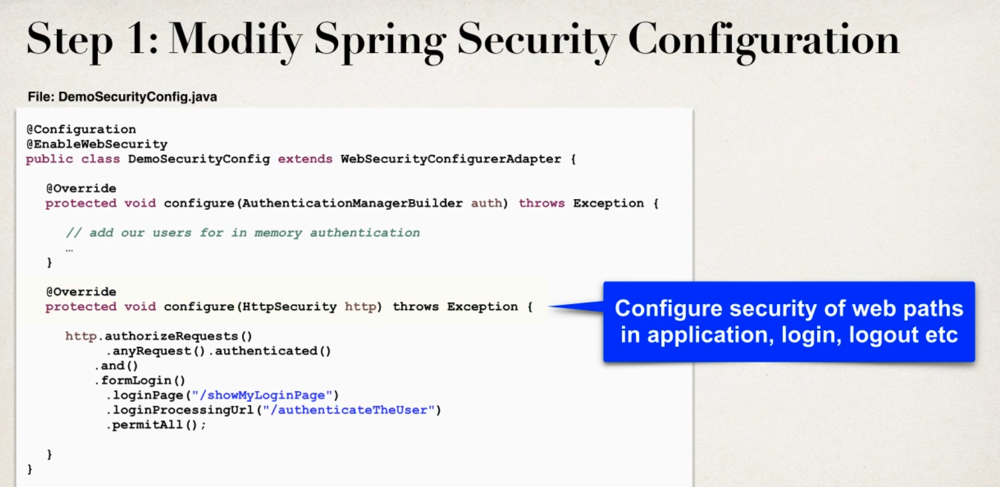 Step 1: Modify Spring Security Configuration
File: DemoSecurityConfig.java
@Configuration
@EnableWebSecurity
public class DemoSecurityConfig extends WebSecurityConfigurerAdapter {
@Override
protected void configure(AuthenticationManagerBuilder auth) throws Exception {
// add our users for in memory authentication
…
}
@Override
protected void configure(HttpSecurity http) throws Exception {
Configure security of web paths
in application, login, logout etc
http.authorizeRequests()
.anyRequest().authenticated()
.and()
.formLogin()
.loginPage("/showMyLoginPage")
.loginProcessingUrl("/authenticateTheUser")
.permitAll();
}
}